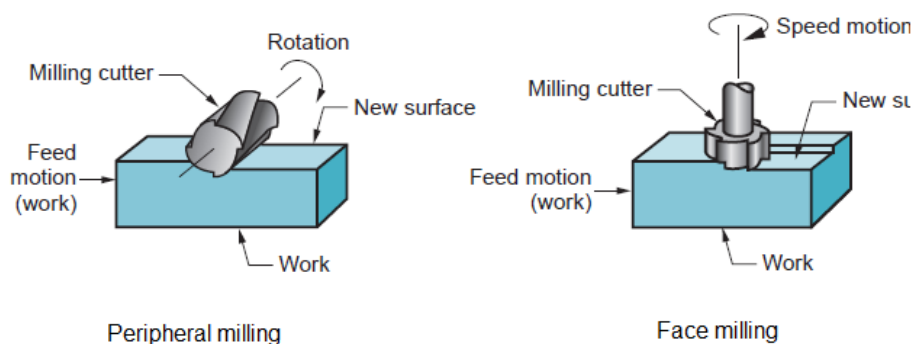 Rotation
Milling cutter
New surface
Feed
motion
(work)
Work
Peripheral milling
Speed motion
Milling cutter
New su
Feed motion
(work)
Work
Face milling